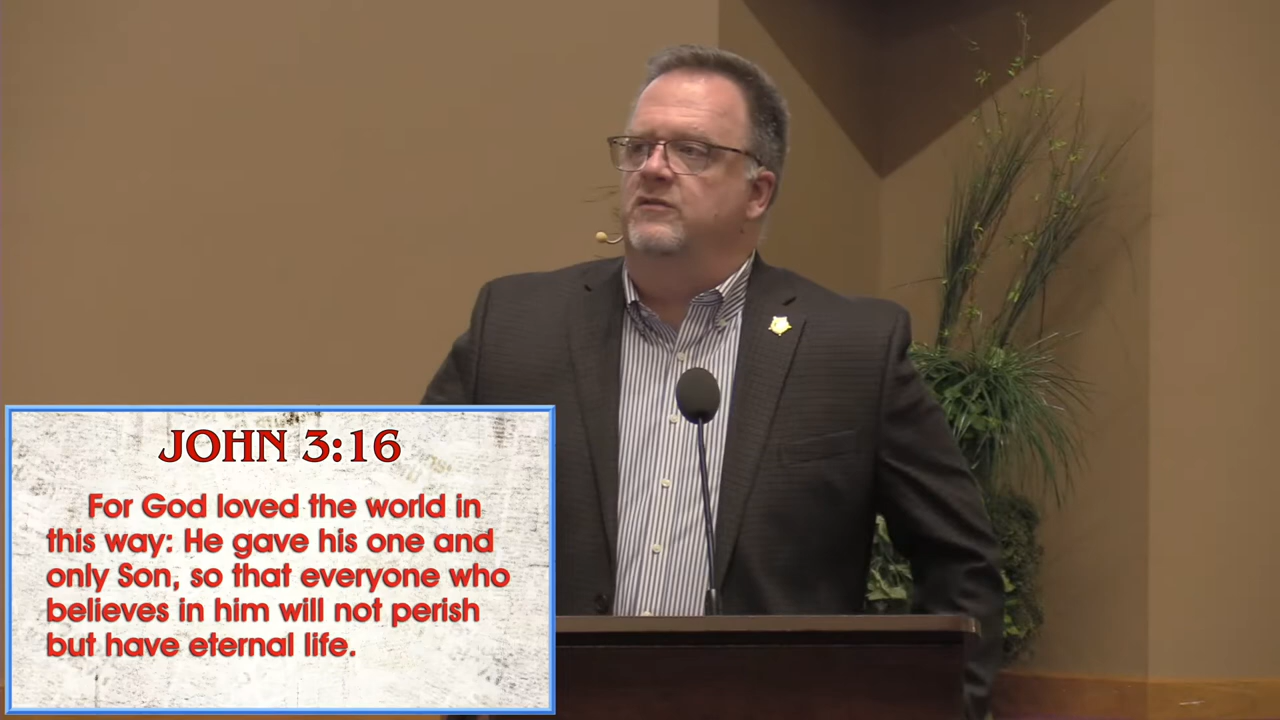 JOHN 3:16
For God loved the world in
this way: He gave his one and
only Son, so that everyone who
believes in him will not perish
but have eternal life.